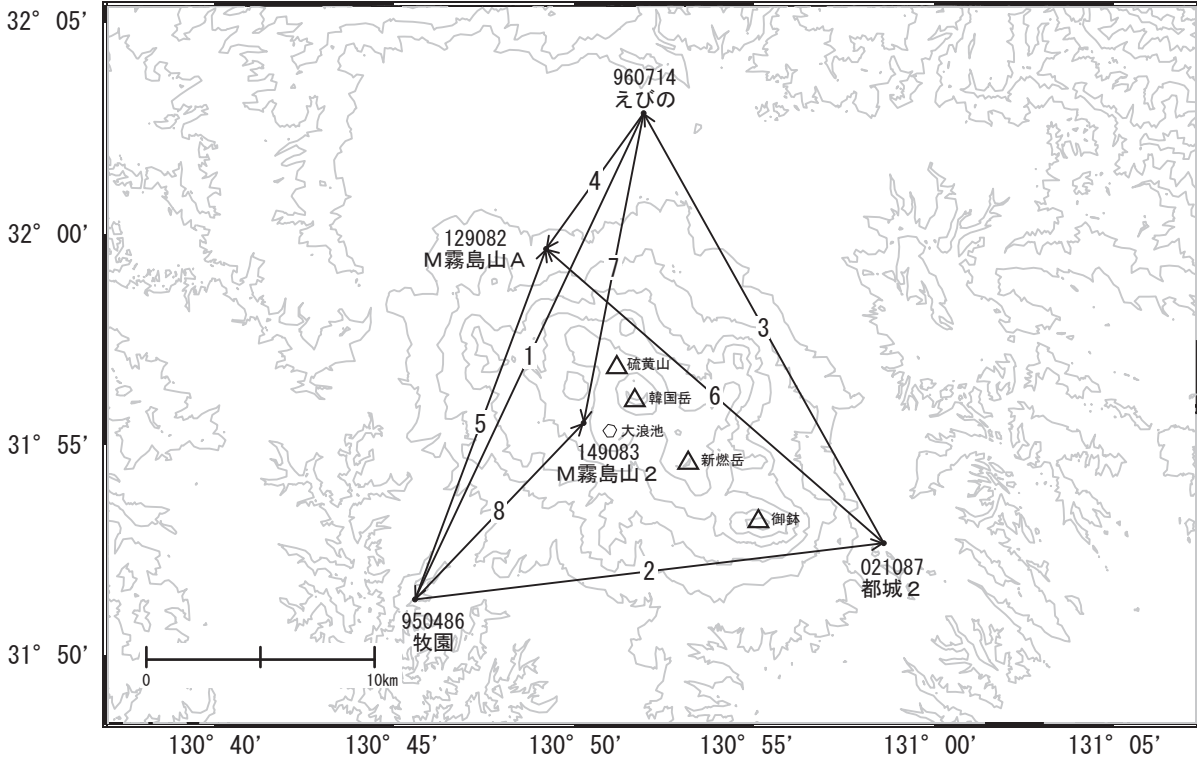 32° 05'
960714
えびの
4
32° 00'
129082
M霧島山A
7
3
1
硫黄山
韓国岳
6
5
大浪池
31° 55'
149083
M霧島山2
新燃岳
8
御鉢
2
021087
都城2
950486
牧園
31° 50'
0
10km
130° 40'
130° 45'
130° 50'
130° 55'
131° 00'
131° 05'